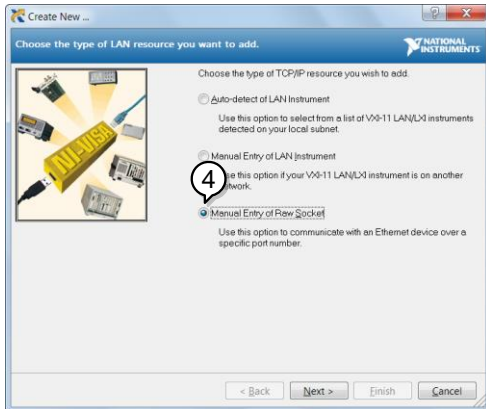 Create New ...
Choose the type of LAN resource you want to add.
NATIONAL
INSTRUMENTS
Choose the type of TCP/IP resource you wish to add.
Auto-detect of LAN Instrument
Use this option to select from a list of VXI-11 LAN/LXI instruments
detected on your local subnet.
Manual Entry of LAN Instrument
use this option if your VXI-11 LAN/LXI instrument is on another
network.
4
Manual Entry of Raw Socket
Use this option to communicate with an Ethernet device over a
specific port number.
NI-VISA
< Back
Next >
Finish
Cancel